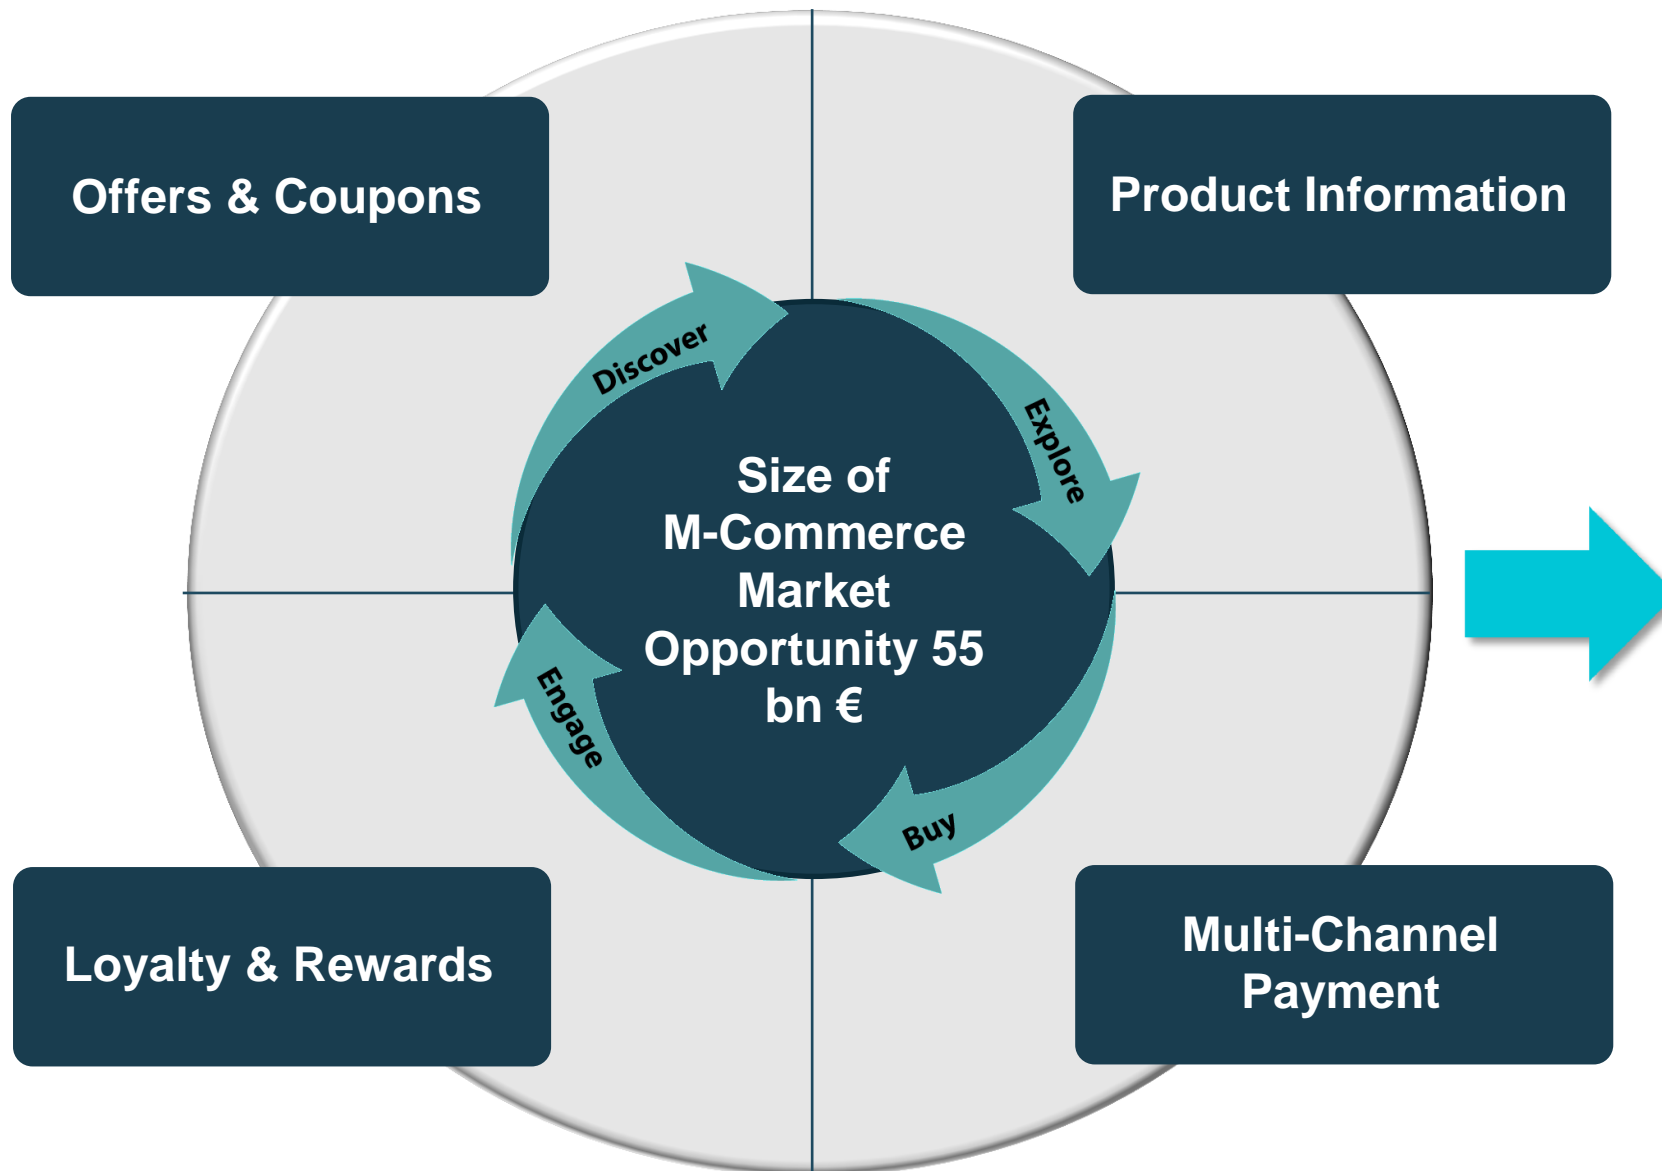 Offers & Coupons
Product Information
Discover
Explore
Size of
M-Commerce
Market
Opportunity 55
bn €
Engage
Buy
Loyalty & Rewards
Multi-Channel
Payment